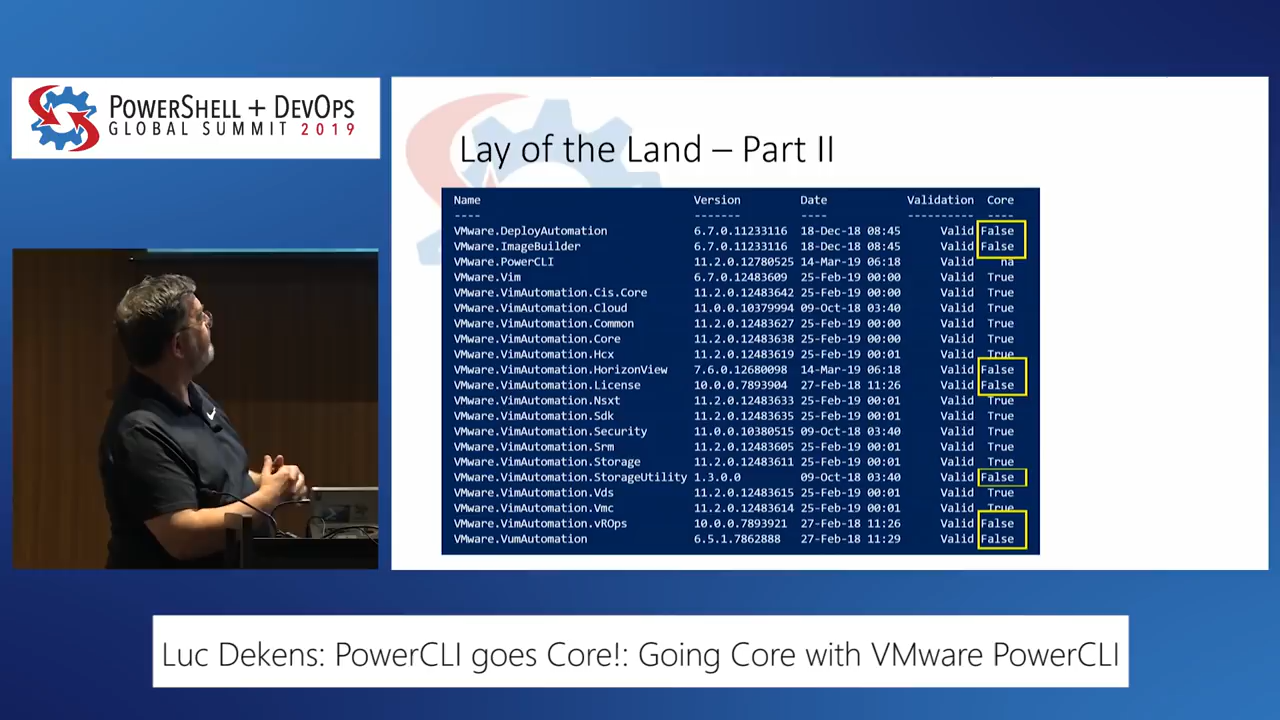 POWERSHELL + DEVOPS
GLOBAL SUMMIT 2019
Lay of the Land – Part II
Name Version Date Validation Core
---- ------- ---- ---------- ----
VMware.DeployAutomation 6.7.0.11233116 18-Dec-18 08:45 Valid False
VMware.ImageBuilder 6.7.0.11233116 18-Dec-18 08:45 Valid False
VMware.PowerCLI 11.2.0.12780525 14-Mar-19 06:18 Valid na
VMware.Vim 6.7.0.12483609 25-Feb-19 00:00 Valid True
VMware.VimAutomation.Cis.Core 11.2.0.12483642 25-Feb-19 00:00 Valid True
VMware.VimAutomation.Cloud 11.0.0.10379994 09-Oct-18 03:40 Valid True
VMware.VimAutomation.Common 11.2.0.12483627 25-Feb-19 00:00 Valid True
VMware.VimAutomation.Core 11.2.0.12483638 25-Feb-19 00:00 Valid True
VMware.VimAutomation.Hcx 11.2.0.12483619 25-Feb-19 00:01 Valid True
VMware.VimAutomation.HorizonView 7.6.0.12680098 14-Mar-19 06:18 Valid False
VMware.VimAutomation.License 10.0.0.7893904 27-Feb-18 11:26 Valid False
VMware.VimAutomation.Nsxt 11.2.0.12483633 25-Feb-19 00:01 Valid True
VMware.VimAutomation.Sdk 11.2.0.12483635 25-Feb-19 00:01 Valid True
VMware.VimAutomation.Security 11.0.0.10380515 09-Oct-18 03:40 Valid True
VMware.VimAutomation.Srm 11.2.0.12483605 25-Feb-19 00:01 Valid True
VMware.VimAutomation.Storage 11.2.0.12483611 25-Feb-19 00:01 Valid True
VMware.VimAutomation.StorageUtility 1.3.0.0 09-Oct-18 03:40 Valid False
VMware.VimAutomation.Vds 11.2.0.12483615 25-Feb-19 00:01 Valid True
VMware.VimAutomation.Vmc 11.2.0.12483614 25-Feb-19 00:01 Valid True
VMware.VimAutomation.vROps 10.0.0.7893921 27-Feb-18 11:26 Valid False
VMware.VumAutomation 6.5.1.7862888 27-Feb-18 11:29 Valid False
Luc Dekens: PowerCLI goes Core!: Going Core with VMware PowerCLI